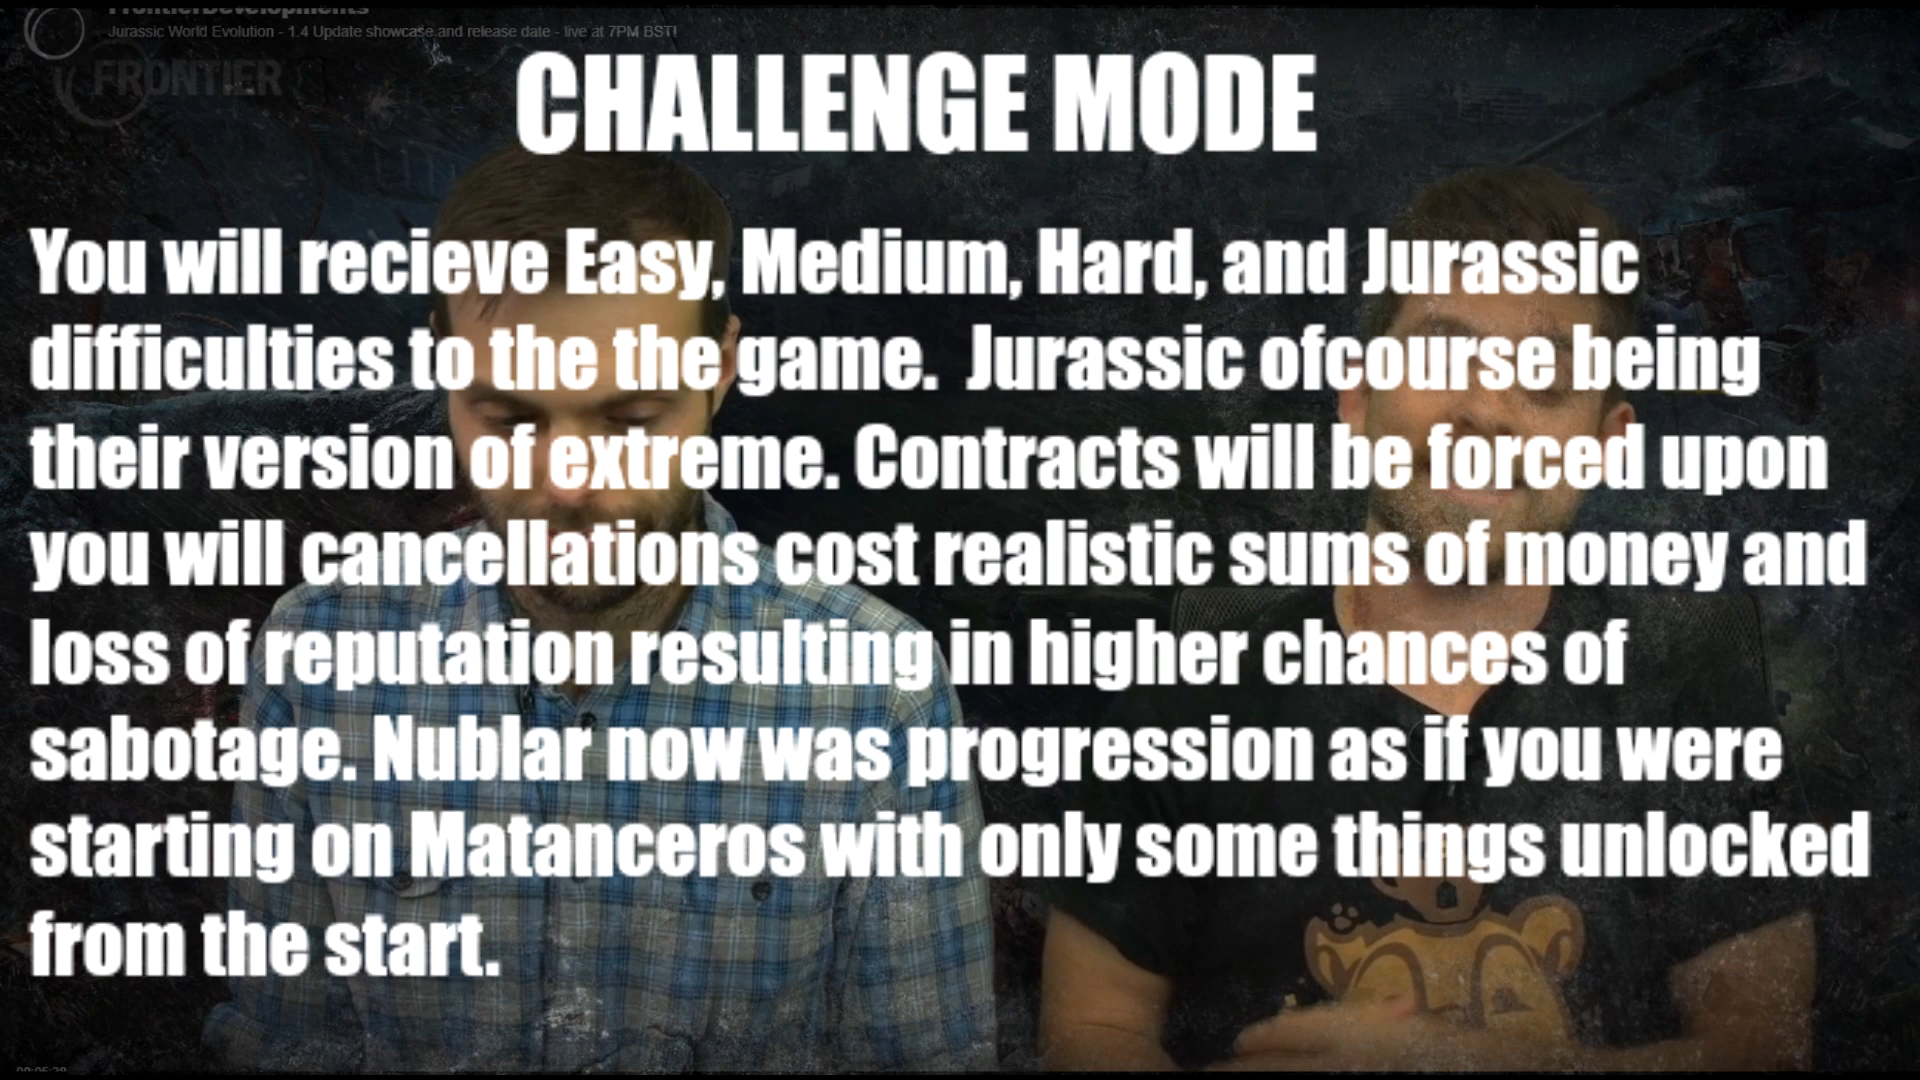 FrontierDevelopments
Jurassic World Evolution - 1.4 Update showcase and release date - live at 7PM BST!
FRONTIER
CHALLENGE MODE
You will recieve Easy, Medium, Hard, and Jurassic
difficulties to the the game.  Jurassic ofcourse being
their version of extreme. Contracts will be forced upon
you will cancellations cost realistic sums of money and
loss of reputation resulting in higher chances of
sabotage. Nublar now was progression as if you were
starting on Matanceros with only some things unlocked
from the start.